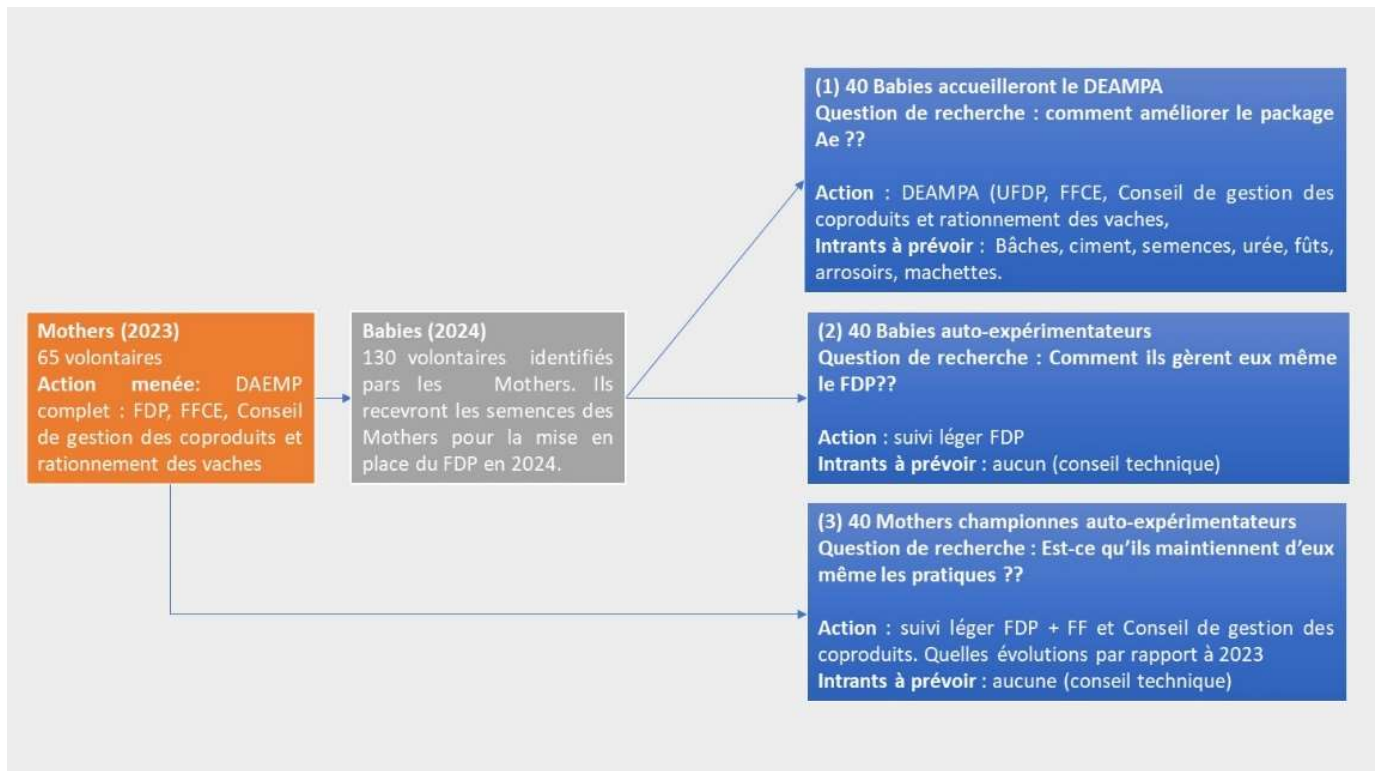 Mothers (2023)
65 volontaires
Action menée: DAEMP
complet : FDP, FFCE, Conseil
de gestion des coproduits et
rationnement des vaches
Babies (2024)
130 volontaires identifiés
pars les Mothers. Ils
recevront les semences des
Mothers pour la mise en
place du FDP en 2024.
(1) 40 Babies accueilleront le DEAMPA
Question de recherche : comment améliorer le package
Ae ??
Action : DEAMPA (UFDP, FFCE, Conseil de gestion des
coproduits et rationnement des vaches,
Intrants à prévoir : Bâches, ciment, semences, urée, fûts,
arrosoirs, machettes.
(2) 40 Babies auto-expérimentateurs
Question de recherche : Comment ils gèrent eux même
le FDP??
Action : suivi léger FDP
Intrants à prévoir : aucun (conseil technique)
(3) 40 Mothers championnes auto-expérimentateurs
Question de recherche : Est-ce qu'ils maintiennent d'eux
même les pratiques ??
Action : suivi léger FDP + FF et Conseil de gestion des
coproduits. Quelles évolutions par rapport à 2023
Intrants à prévoir : aucune (conseil technique)